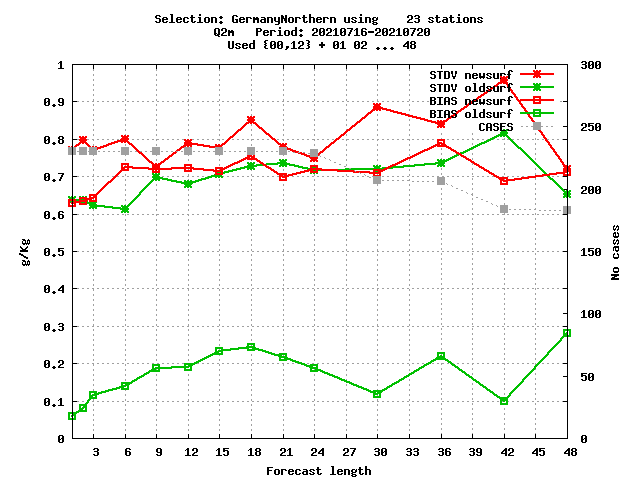 Selection: GermanyNorthern using    23 stations
Q2m   Period: 20210716-20210720
Used {00,12} + 01 02 ... 48
STDV newsurf
STDV oldsurf
BIAS newsurf
BIAS oldsurf
CASES
1
0.9
0.8
0.7
0.6
0.5
0.4
0.3
0.2
0.1
0
g/Kg
300
250
200
150
100
50
0
No cases
3 6 9 12 15 18 21 24 27 30 33 36 39 42 45 48
Forecast length